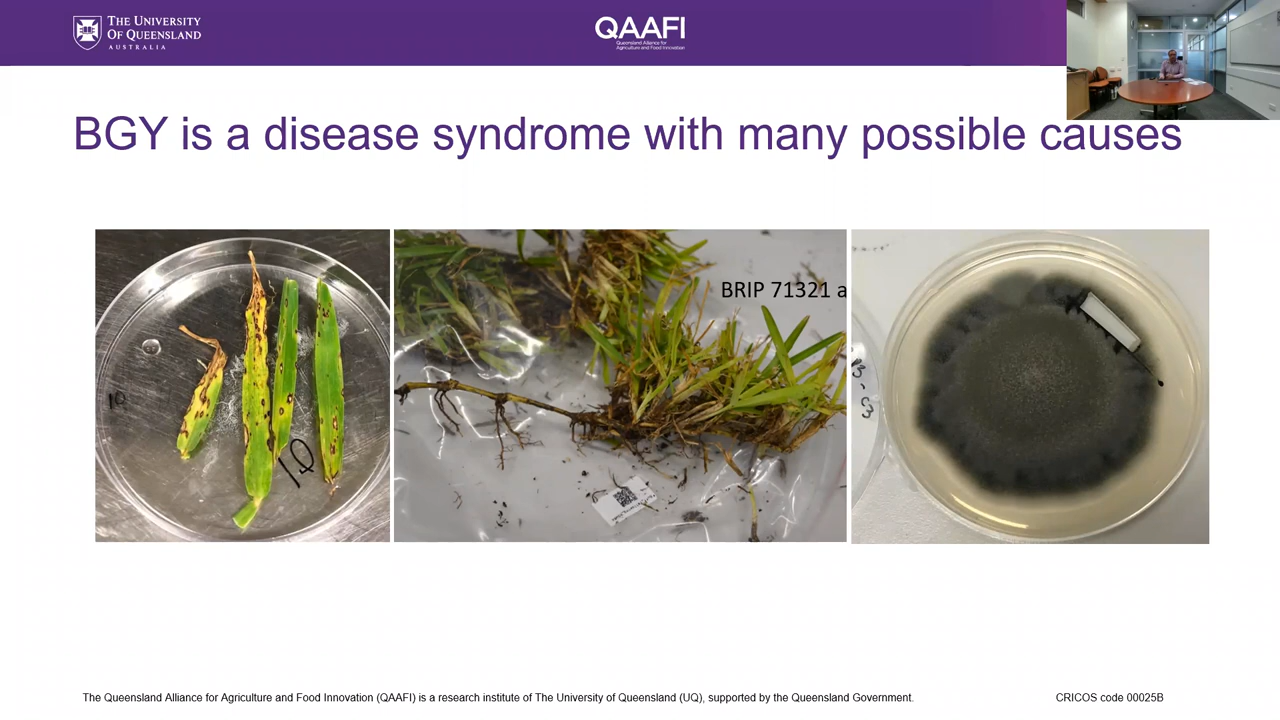 THE UNIVERSITY
OF QUEENSLAND
AUSTRALIA
QAAFI
Queensland Alliance for
Agriculture and Food Innovation
BGY is a disease syndrome with many possible causes
10
10
BRIP 71321 a
The Queensland Alliance for Agriculture and Food Innovation (QAAFI) is a research institute of The University of Queensland (UQ), supported by the Queensland Government.
CRICOS code 00025B